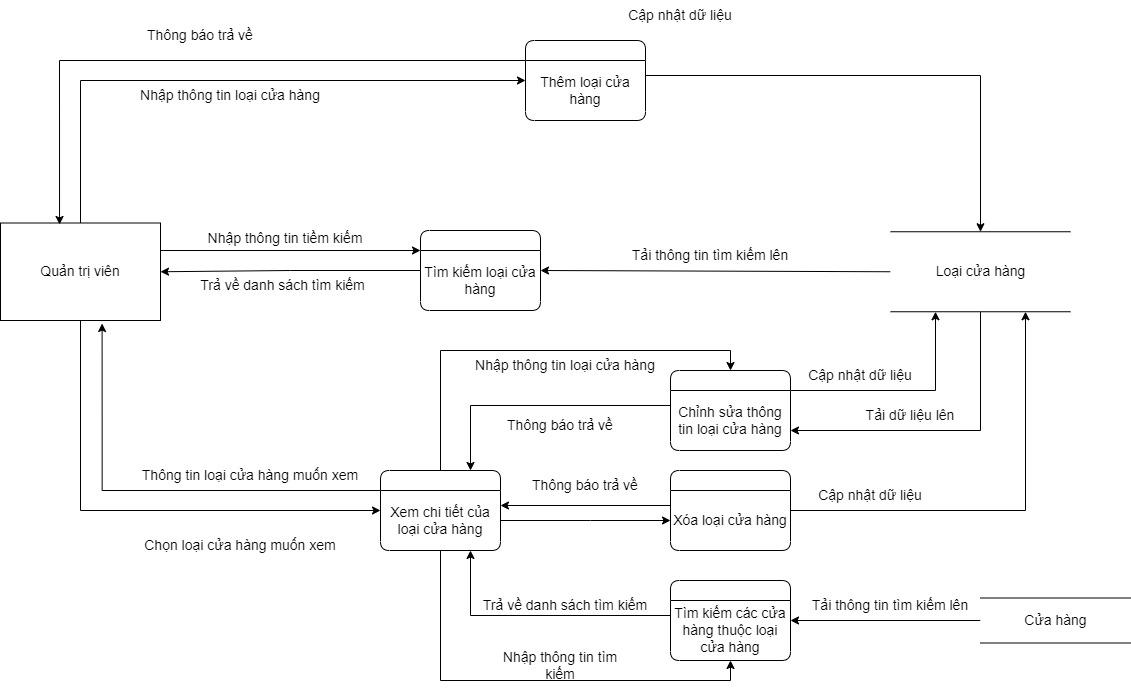 Cập nhật dữ liệu
Thông báo trả về
Thêm loại cửa
hàng
Nhập thông tin loại cửa hàng
Nhập thông tin tiềm kiếm
Tải thông tin tìm kiếm lên
Quản trị viên
Tìm kiếm loại cửa
hàng
Loại cửa hàng
Trả về danh sách tìm kiếm
Nhập thông tin loại cửa hàng
Cập nhật dữ liệu
Chỉnh sửa thông
tin loại cửa hàng
Tải dữ liệu lên
Thông báo trả về
Thông tin loại cửa hàng muốn xem
Thông báo trả về
Cập nhật dữ liệu
Xem chi tiết của
loại cửa hàng
Xóa loại cửa hàng
Chọn loại cửa hàng muốn xem
Trả về danh sách tìm kiếm
Tìm kiếm các cửa
hàng thuộc loại
cửa hàng
Tải thông tin tìm kiếm lên
Cửa hàng
Nhập thông tin tìm
kiếm